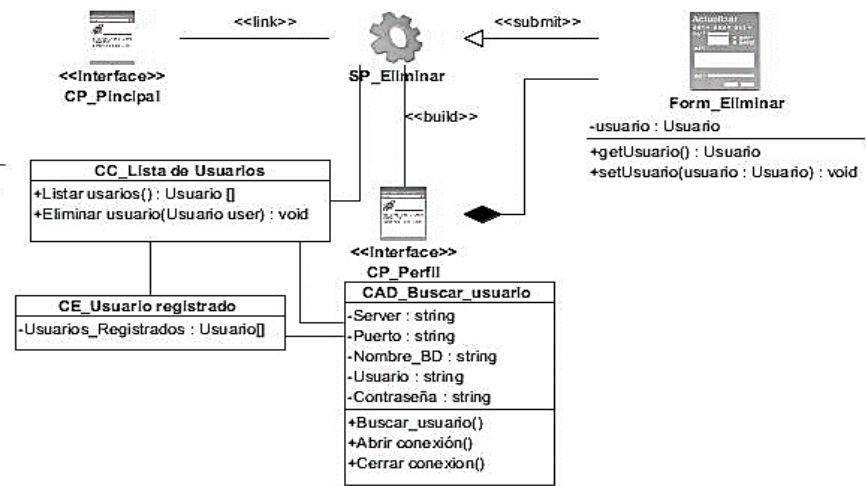 <<link>>
<<submit>>
Actualizar
<<Interface>>
CP_Pincipal
SP_Eliminar
Form_Eliminar
<<build>>
-usuario : Usuario
+getUsuario() : Usuario
+setUsuario(usuario : Usuario) : void
CC_Lista de Usuarios
+Listar usarios() : Usuario []
+Eliminar usuario(Usuario user) : void
<<Interface>>
CP_Perfil
CE_Usuario registrado
-Usuarios_Registrados : Usuario[]
CAD_Buscar_usuario
-Server : string
-Puerto : string
-Nombre_BD : string
-Usuario : string
-Contraseña : string
+Buscar_usuario()
+Abrir conexión()
+Cerrar conexion()